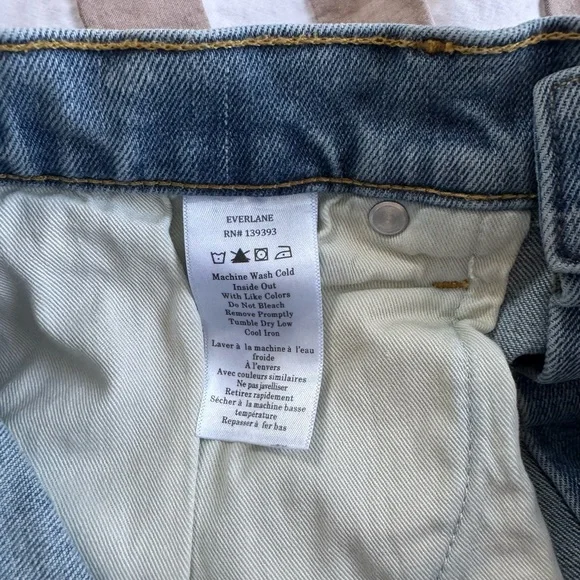 EVERLANE
RN# 139393
Machine Wash Cold
Inside Out
With Like Colors
Do Not Bleach
Remove Promptly
Tumble Dry Low
Cool Iron
Laver à la machine à l'eau
froide
À l'envers
Avec couleurs similaires
Ne pas javelliser
Retirez rapidement
Sécher à la machine basse
température
Repasser à fer bas